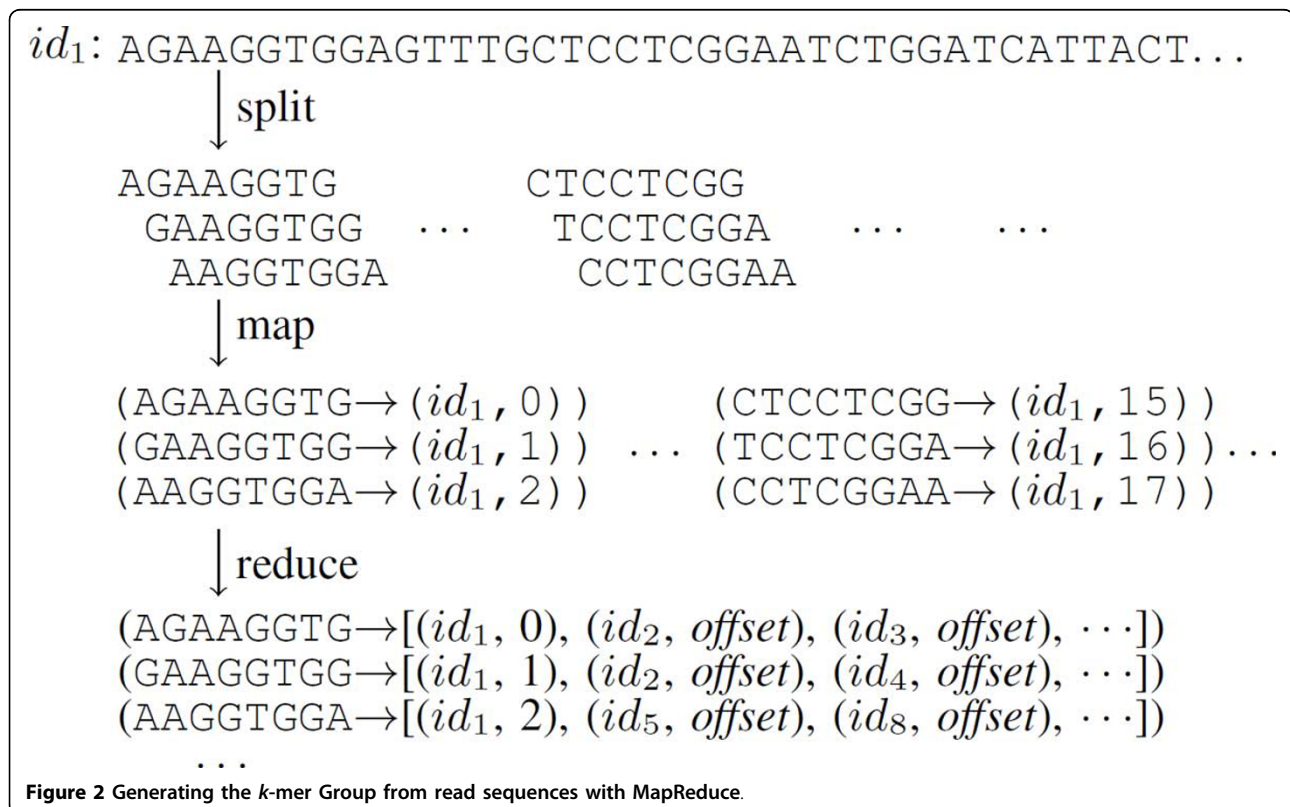 id₁: AGAAGGTGGAGTTTGCTCCTCGGAATCTGGATCATTACT...
split
AGAAGGTG CTCCTCGG
GAAGGTGG ··· TCCTCGGA ··· ···
AAGGTGGA CCTCGGAA
map
(AGAAGGTG→(id₁, 0)) (CTCCTCGG→(id₁, 15))
(GAAGGTGG→(id₁, 1)) ··· (TCCTCGGA→(id₁, 16)) ···
(AAGGTGGA→(id₁, 2)) (CCTCGGAA→(id₁, 17))
reduce
(AGAAGGTG→[(id₁, 0), (id₂, offset), (id₃, offset), ···])
(GAAGGTGG→[(id₁, 1), (id₂, offset), (id₄, offset), ···])
(AAGGTGGA→[(id₁, 2), (id₅, offset), (id₈, offset), ···])
···
Figure 2 Generating the k-mer Group from read sequences with MapReduce.